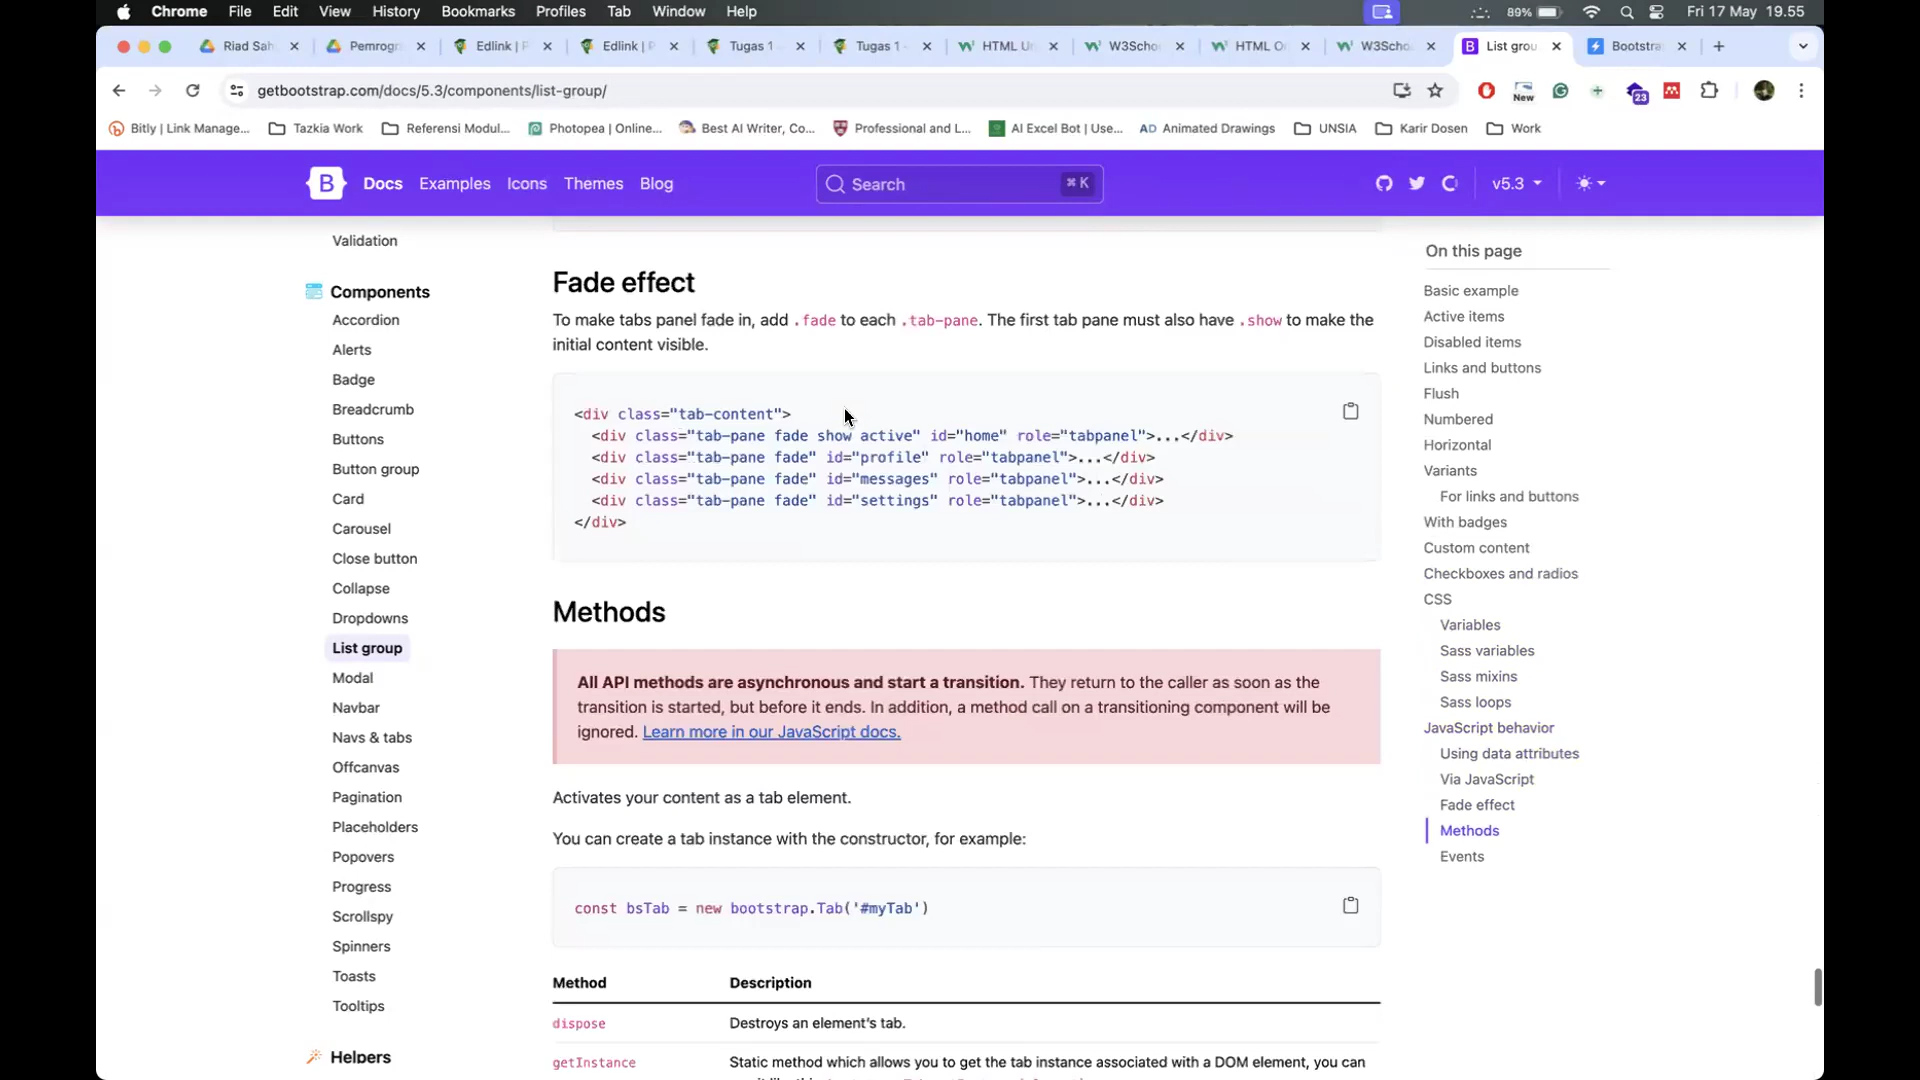 Chrome File Edit View History Bookmarks Profiles Tab Window Help 89% Fri 17 May 19.55
Riad Sah Pemrogr Edlink | P Edlink | P Tugas 1 - Tugas 1 - HTML Un W3Scho HTML O W3Scho List grou Bootstra
getbootstrap.com/docs/5.3/components/list-group/ New 23
Bitly | Link Manage... Tazkia Work Referensi Modul... Photopea | Online... Best AI Writer, Co... Professional and L... AI Excel Bot | Use... AD Animated Drawings UNSIA Karir Dosen Work
B Docs Examples Icons Themes Blog Search ⌘ K v5.3
Validation
Components
Accordion
Alerts
Badge
Breadcrumb
Buttons
Button group
Card
Carousel
Close button
Collapse
Dropdowns
List group
Modal
Navbar
Navs & tabs
Offcanvas
Pagination
Placeholders
Popovers
Progress
Scrollspy
Spinners
Toasts
Tooltips
Helpers
Fade effect
To make tabs panel fade in, add .fade to each .tab-pane. The first tab pane must also have .show to make the
initial content visible.
<div class="tab-content">
<div class="tab-pane fade show active" id="home" role="tabpanel">...</div>
<div class="tab-pane fade" id="profile" role="tabpanel">...</div>
<div class="tab-pane fade" id="messages" role="tabpanel">...</div>
<div class="tab-pane fade" id="settings" role="tabpanel">...</div>
</div>
Methods
All API methods are asynchronous and start a transition. They return to the caller as soon as the
transition is started, but before it ends. In addition, a method call on a transitioning component will be
ignored. Learn more in our JavaScript docs.
Activates your content as a tab element.
You can create a tab instance with the constructor, for example:
const bsTab = new bootstrap.Tab('#myTab')
Method Description
dispose Destroys an element's tab.
getInstance Static method which allows you to get the tab instance associated with a DOM element, you can
On this page
Basic example
Active items
Disabled items
Links and buttons
Flush
Numbered
Horizontal
Variants
For links and buttons
With badges
Custom content
Checkboxes and radios
CSS
Variables
Sass variables
Sass mixins
Sass loops
JavaScript behavior
Using data attributes
Via JavaScript
Fade effect
Methods
Events